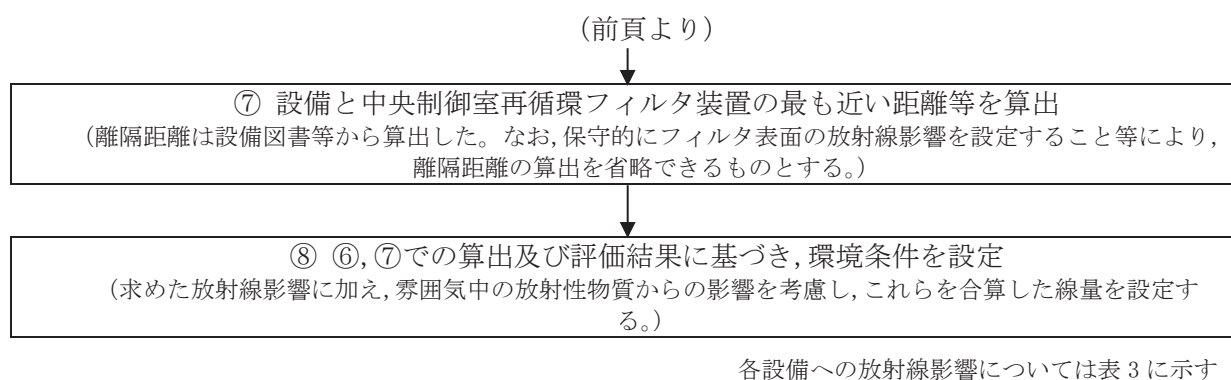 (前頁より)
⑦ 設備と中央制御室再循環フィルタ装置の最も近い距離等を算出
(離隔距離は設備図書等から算出した。なお,保守的にフィルタ表面の放射線影響を設定すること等により,
離隔距離の算出を省略できるものとする。)
⑧ ⑥,⑦での算出及び評価結果に基づき,環境条件を設定
(求めた放射線影響に加え,雰囲気中の放射性物質からの影響を考慮し,これらを合算した線量を設定す
る。)
各設備への放射線影響については表 3 に示す